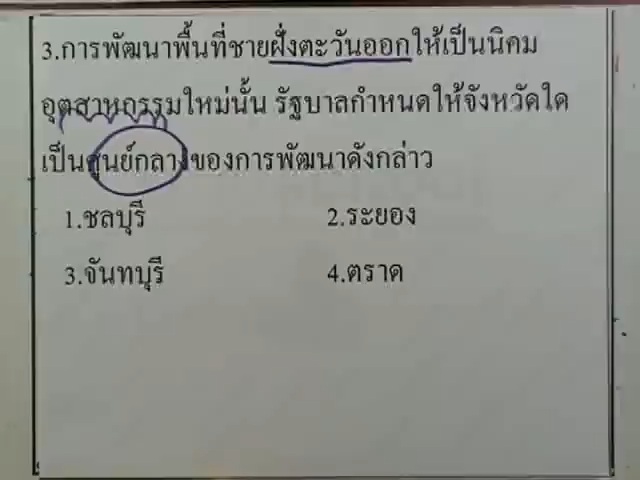 3.การพัฒนาพื้นที่ชายฝั่งตะวันออกให้เป็นนิคม
อุตสาหกรรมใหม่นั้น รัฐบาลกำหนดให้จังหวัดใด
เป็นศูนย์กลางของการพัฒนาดังกล่าว
1.ชลบุรี 2.ระยอง
3.จันทบุรี 4.ตราด